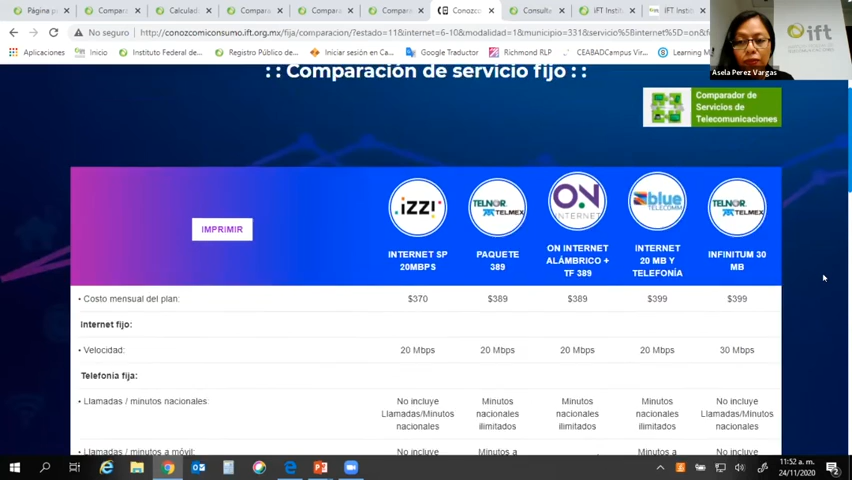 Página p
Compara
Calculad
Compara
Compara
Compara
Conozco
Consulta
IFT Instit
IFT Instit
No seguro
http://conozcomiconsumo.ift.org.mx/fija/comparacion/?estado=11&internet=6-10&modalidad=1&municipio=331&servicio%5Binternet%5D=on&f
Aplicaciones
Inicio
Instituto Federal de...
Registro Público de...
Iniciar sesión en Ca...
Google Traductor
Richmond RLP
CEABADCampus Vir...
Learning M
ift
Asela Perez Vargas
: : Comparación de servicio fijo : :
Comparador de
Servicios de
Telecomunicaciones
IMPRIMIR
izzi
TELNOR
TELMEX
ON
INTERNET
blue
TELECOMM
TELNOR
TELMEX
INTERNET SP
20MBPS
PAQUETE
389
ON INTERNET
ALÁMBRICO +
TF 389
INTERNET
20 MB Y
TELEFONÍA
INFINITUM 30
MB
• Costo mensual del plan: $370 $389 $389 $399 $399
Internet fijo:
• Velocidad: 20 Mbps 20 Mbps 20 Mbps 20 Mbps 30 Mbps
Telefonía fija:
• Llamadas / minutos nacionales:
No incluye
Llamadas/Minutos
nacionales
Minutos
nacionales
ilimitados
Minutos
nacionales
ilimitados
Minutos
nacionales
ilimitados
No incluye
Llamadas/Minutos
nacionales
• Llamadas / minutos a móvil: No incluye Minutos a Minutos a Minutos a No incluye
11:52 a. m.
24/11/2020
2